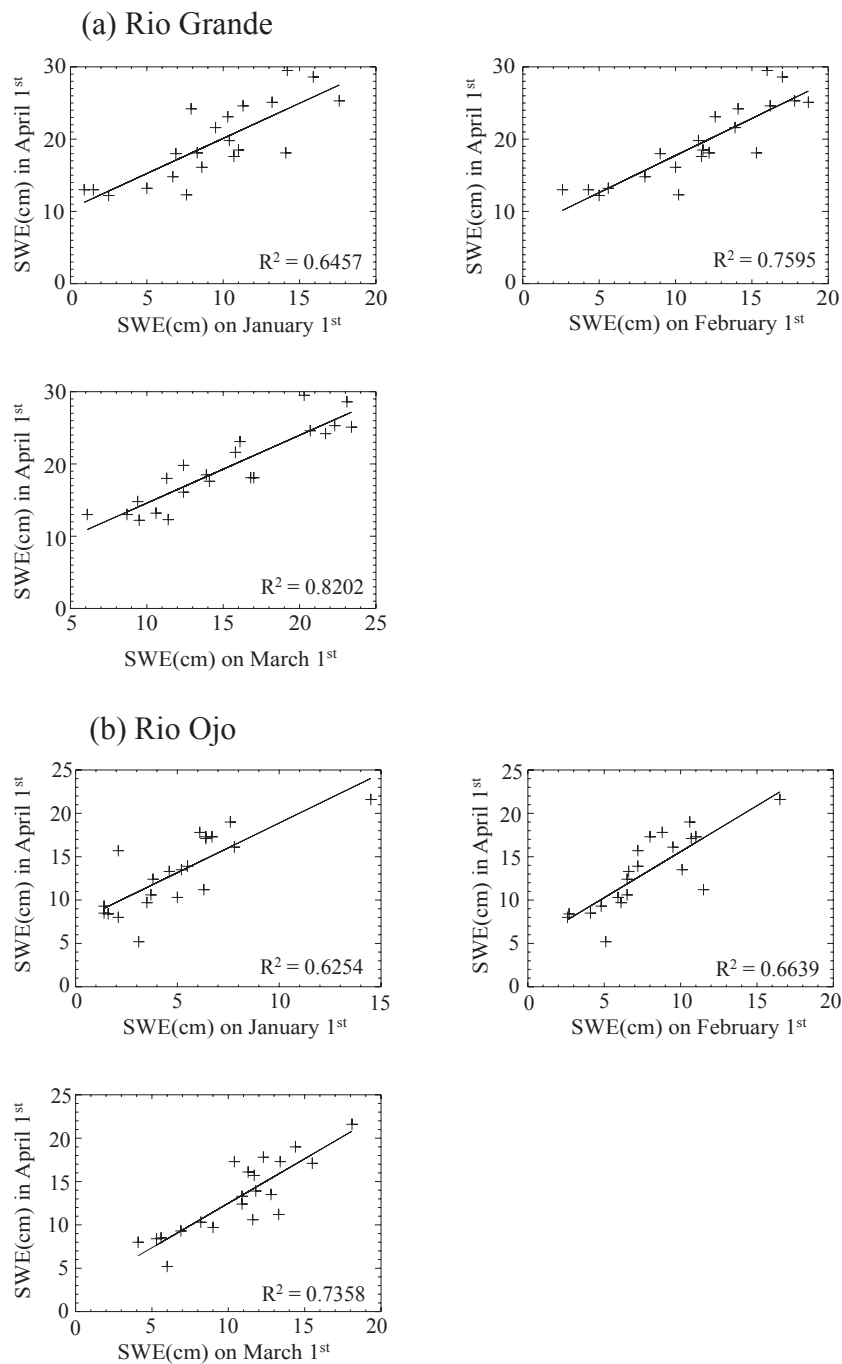 (a) Rio Grande
SWE(cm) in April 1st
30
20
10
0
R² = 0.6457
0 5 10 15 20
SWE(cm) on January 1st
SWE(cm) in April 1st
30
20
10
0
R² = 0.7595
0 5 10 15 20
SWE(cm) on February 1st
SWE(cm) in April 1st
30
20
10
0
R² = 0.8202
5 10 15 20 25
SWE(cm) on March 1st
(b) Rio Ojo
SWE(cm) in April 1st
25
20
15
10
5
0
R² = 0.6254
0 5 10 15
SWE(cm) on January 1st
SWE(cm) in April 1st
25
20
15
10
5
0
R² = 0.6639
0 5 10 15 20
SWE(cm) on February 1st
SWE(cm) in April 1st
25
20
15
10
5
0
R² = 0.7358
0 5 10 15 20
SWE(cm) on March 1st